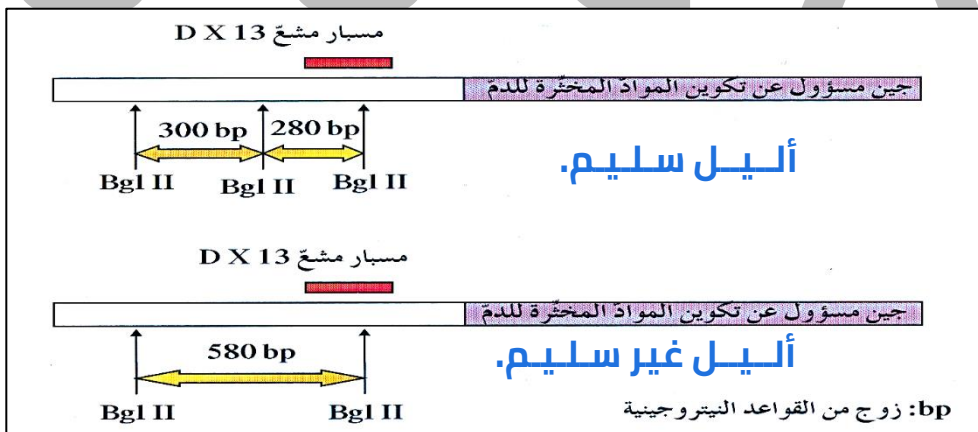 مسبار مشعّ D X 13
جين مسؤول عن تكوين الموادّ المخثّرة للدمّ
300 bp 280 bp
أليل سليم.
Bgl II Bgl II Bgl II
مسبار مشعّ D X 13
جين مسؤول عن تكوين الموادّ المخثّرة للدمّ
580 bp
أليل غير سليم.
Bgl II Bgl II
bp: زوج من القواعد النيتروجينية